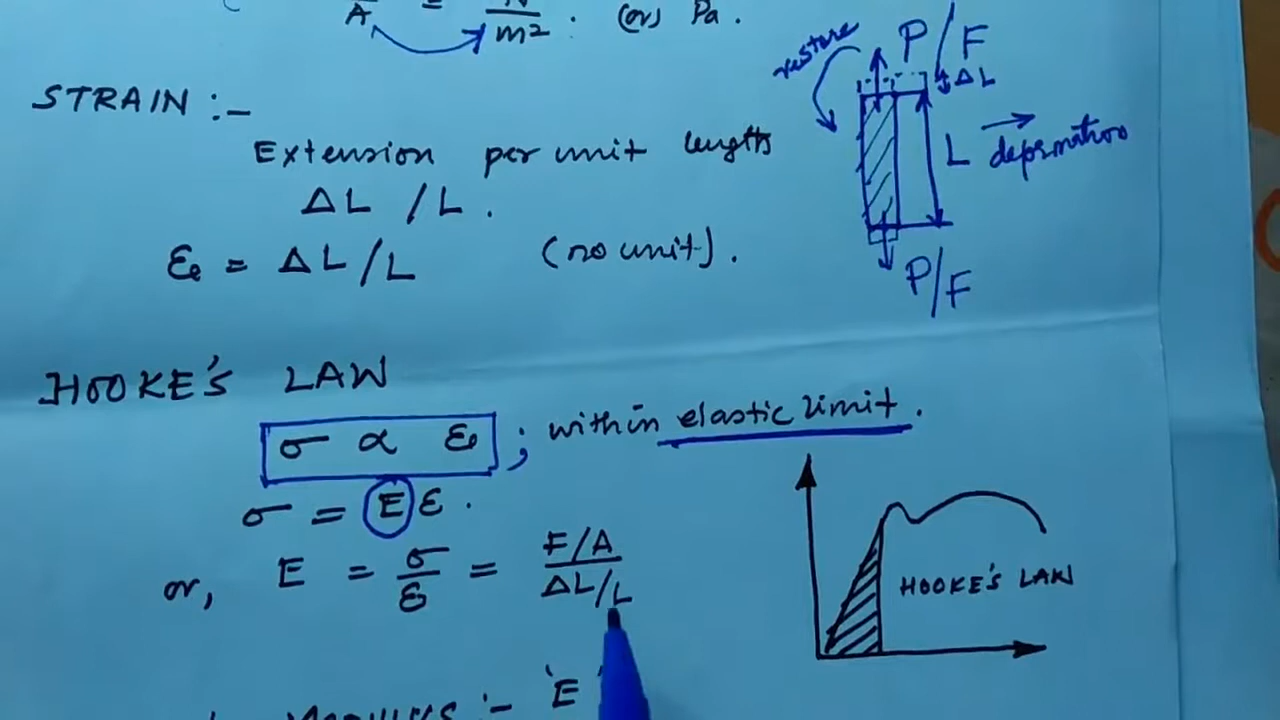 A = N/m² . (or) Pa .
STRAIN :-
Extension per unit length
ΔL / L .
ε = ΔL/L (no unit) .
restore
P/F
ΔL
L
deformation
P/F
HOOKE'S LAW
σ ∝ ε ; within elastic limit .
σ = E ε .
or, E = σ/ε = F/A / ΔL/L
HOOKE'S LAW
:- 'E'